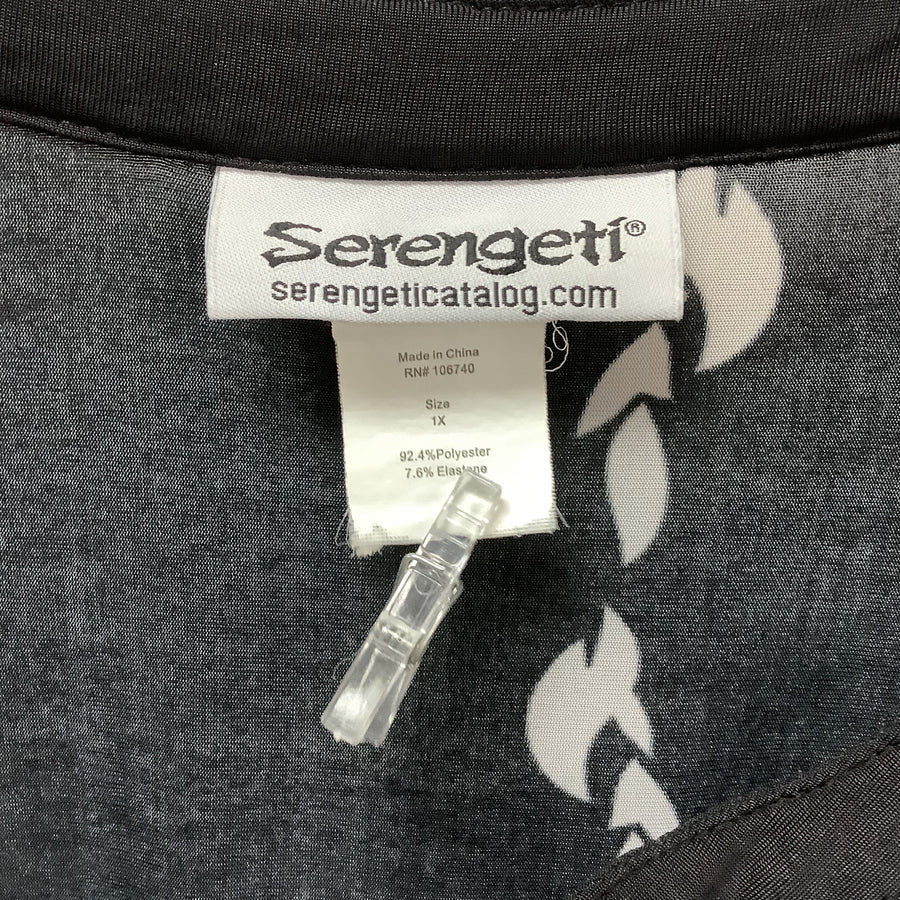 Serengeti®
serengeticatalog.com
Made in China
RN# 106740
Size
1X
92.4%Polyester
7.6% Elastane